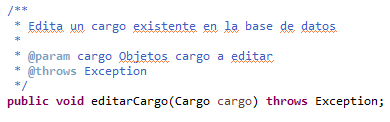 /**
 * Edita un cargo existente en la base de datos
 *
 * @param cargo Objetos cargo a editar
 * @throws Exception
 */
public void editarCargo(Cargo cargo) throws Exception;